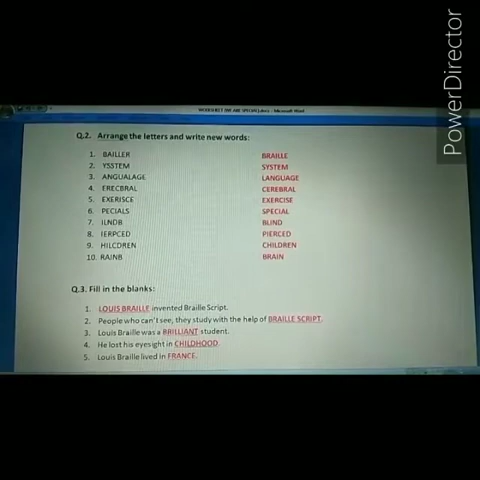 PowerDirector
Q.2. Arrange the letters and write new words:
1. BAILLER BRAILLE
2. YSSTEM SYSTEM
3. ANGUALAGE LANGUAGE
4. ERECBRAL CEREBRAL
5. EXERISCE EXERCISE
6. PECIALS SPECIAL
7. ILNDB BLIND
8. IERPCED PIERCED
9. HILCDREN CHILDREN
10. RAINB BRAIN
Q.3. Fill in the blanks:
1. LOUIS BRAILLE invented Braille Script.
2. People who can't see, they study with the help of BRAILLE SCRIPT.
3. Louis Braille was a BRILLIANT student.
4. He lost his eyesight in CHILDHOOD.
5. Louis Braille lived in FRANCE.